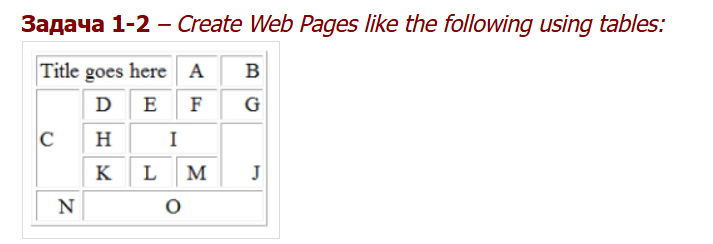 Задача 1-2 – Create Web Pages like the following using tables:
Title goes here A B
D E F G
C H I
K L M J
N O